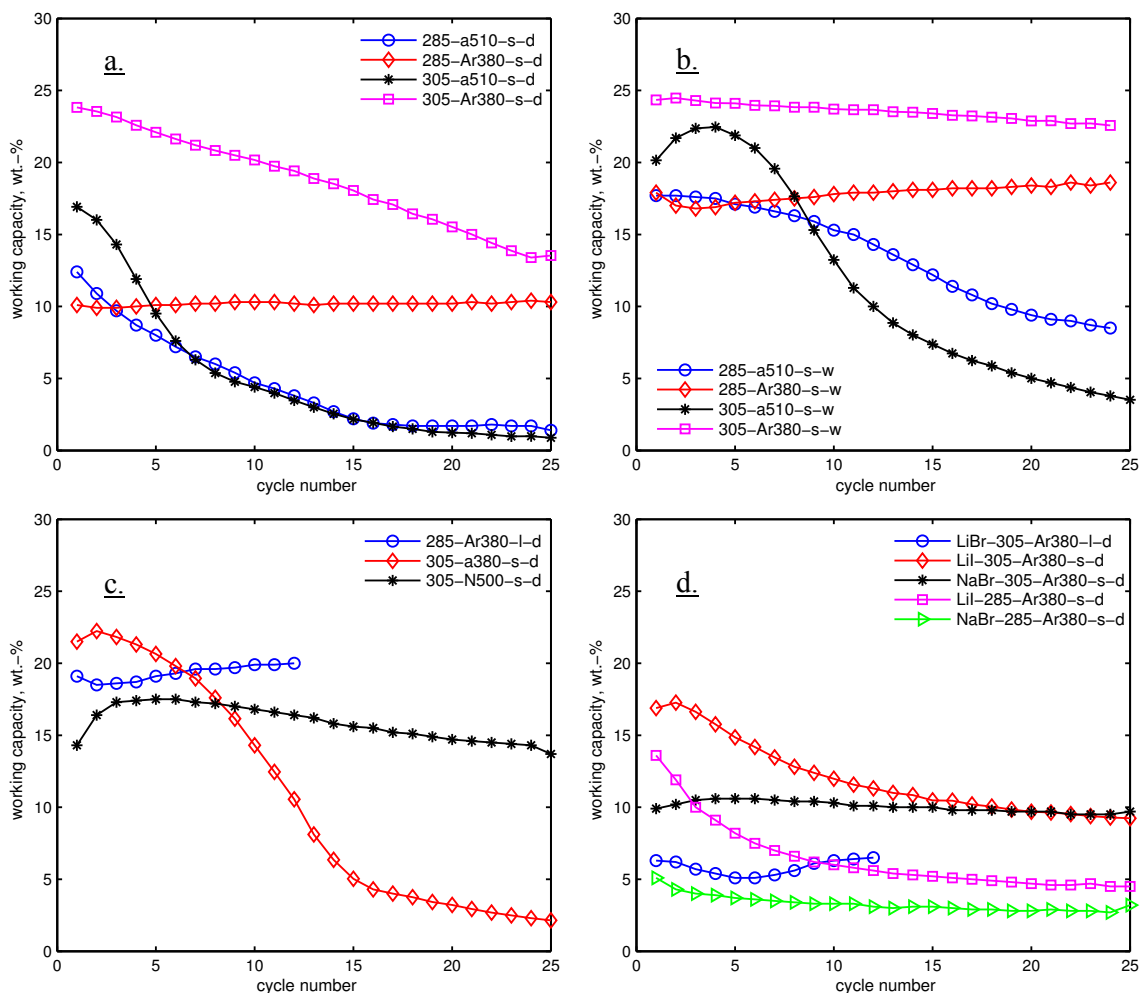 a.
285-a510-s-d
285-Ar380-s-d
305-a510-s-d
305-Ar380-s-d
30
25
20
15
10
5
0
working capacity, wt.-%
0 5 10 15 20 25
cycle number
b.
285-a510-s-w
285-Ar380-s-w
305-a510-s-w
305-Ar380-s-w
30
25
20
15
10
5
0
working capacity, wt.-%
0 5 10 15 20 25
cycle number
c.
285-Ar380-l-d
305-a380-s-d
305-N500-s-d
30
25
20
15
10
5
0
working capacity, wt.-%
0 5 10 15 20 25
cycle number
d.
LiBr-305-Ar380-l-d
LiI-305-Ar380-s-d
NaBr-305-Ar380-s-d
LiI-285-Ar380-s-d
NaBr-285-Ar380-s-d
30
25
20
15
10
5
0
working capacity, wt.-%
0 5 10 15 20 25
cycle number